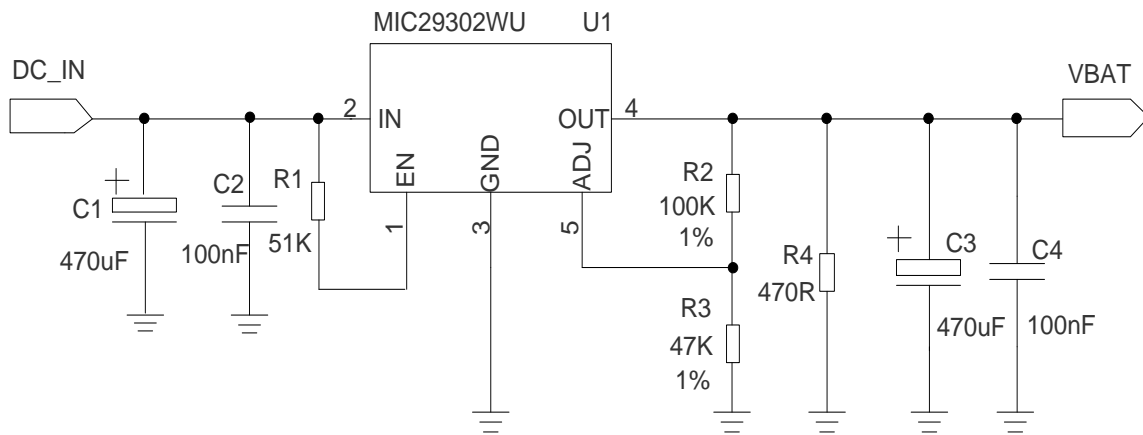 MIC29302WU U1
DC_IN
VBAT
2
IN
OUT
4
EN
GND
ADJ
1
3
5
C1
470uF
C2
100nF
R1
51K
R2
100K
1%
R3
47K
1%
R4
470R
C3
470uF
C4
100nF